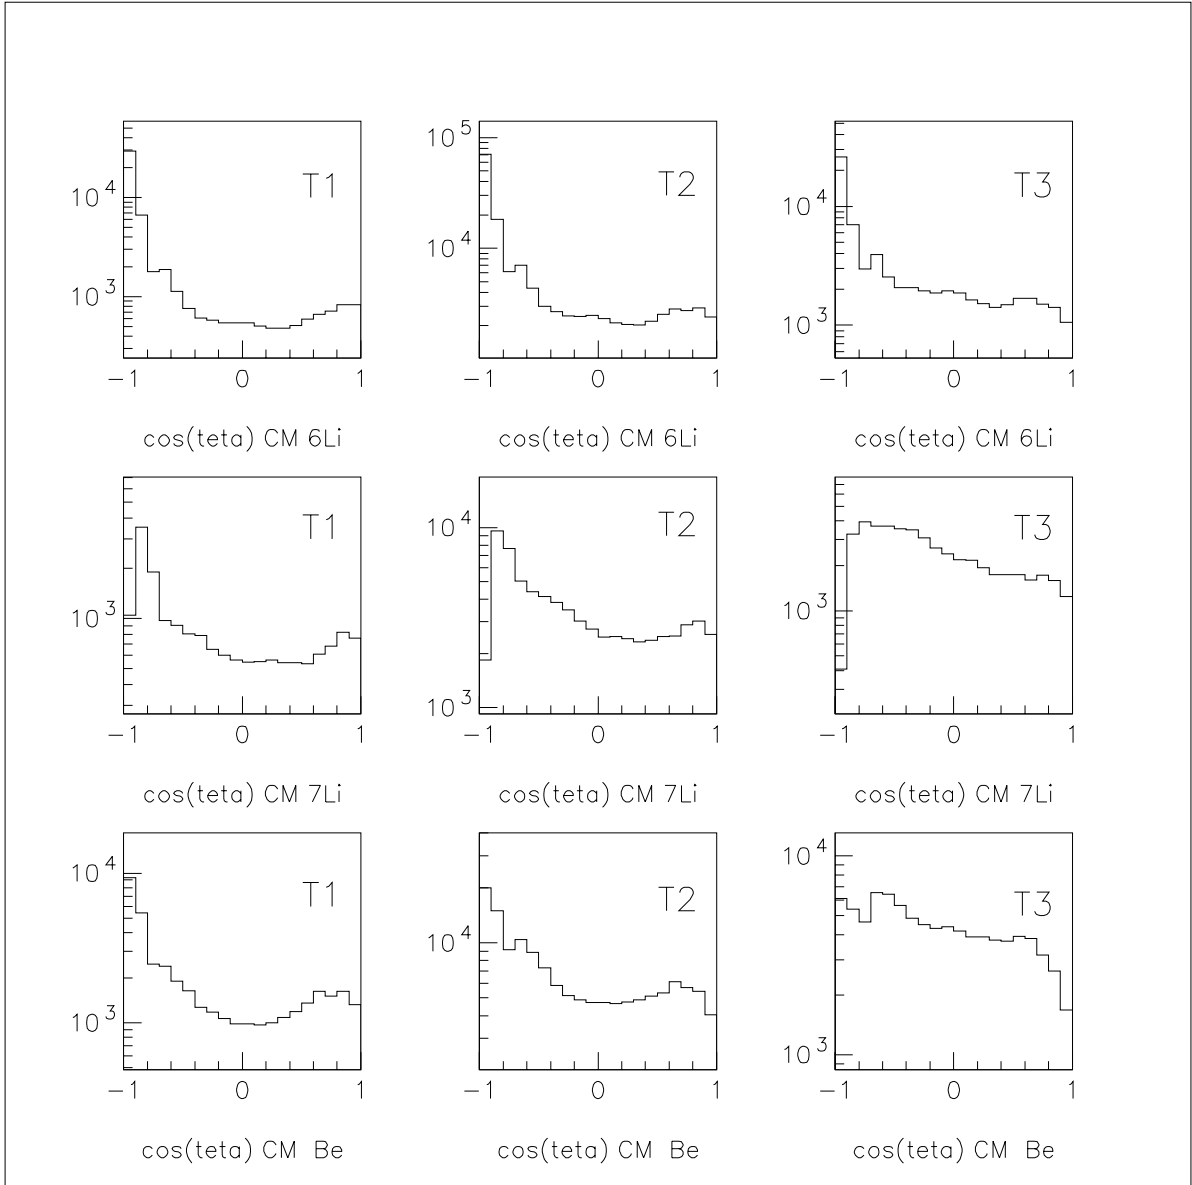 T1 T2 T3
10^4 10^5 10^4
10^3 10^4 10^3
−1 0 1 −1 0 1 −1 0 1
cos(teta) CM 6Li cos(teta) CM 6Li cos(teta) CM 6Li
T1 T2 T3
10^3 10^4 10^3
10^3
−1 0 1 −1 0 1 −1 0 1
cos(teta) CM 7Li cos(teta) CM 7Li cos(teta) CM 7Li
T1 T2 T3
10^4 10^4 10^4
10^3 10^3
−1 0 1 −1 0 1 −1 0 1
cos(teta) CM Be cos(teta) CM Be cos(teta) CM Be